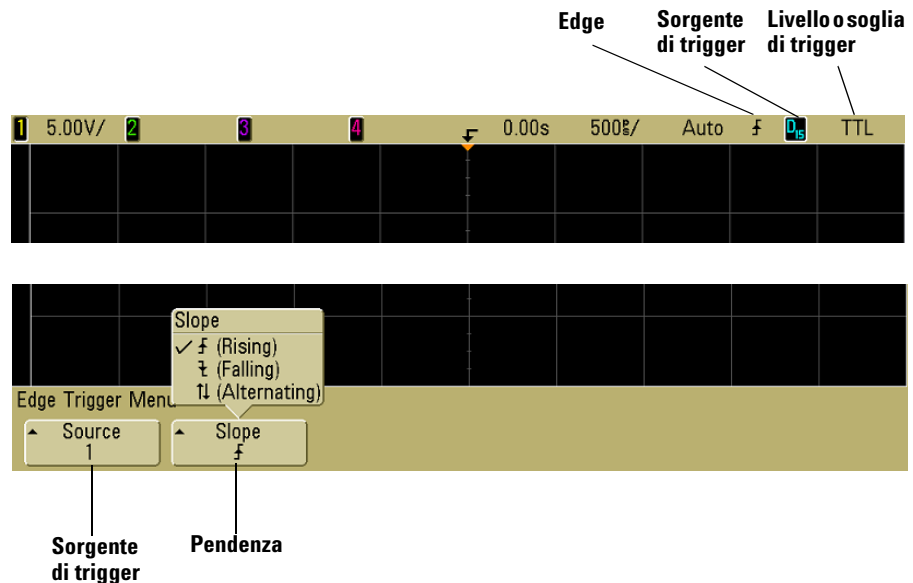 Edge
Sorgente
di trigger
Livello o soglia
di trigger
1 5.00V/ 2 3 4 0.00s 500µs/ Auto D15 TTL
Slope
✓ (Rising)
(Falling)
(Alternating)
Edge Trigger Menu
Source
1
Slope
Sorgente
di trigger
Pendenza